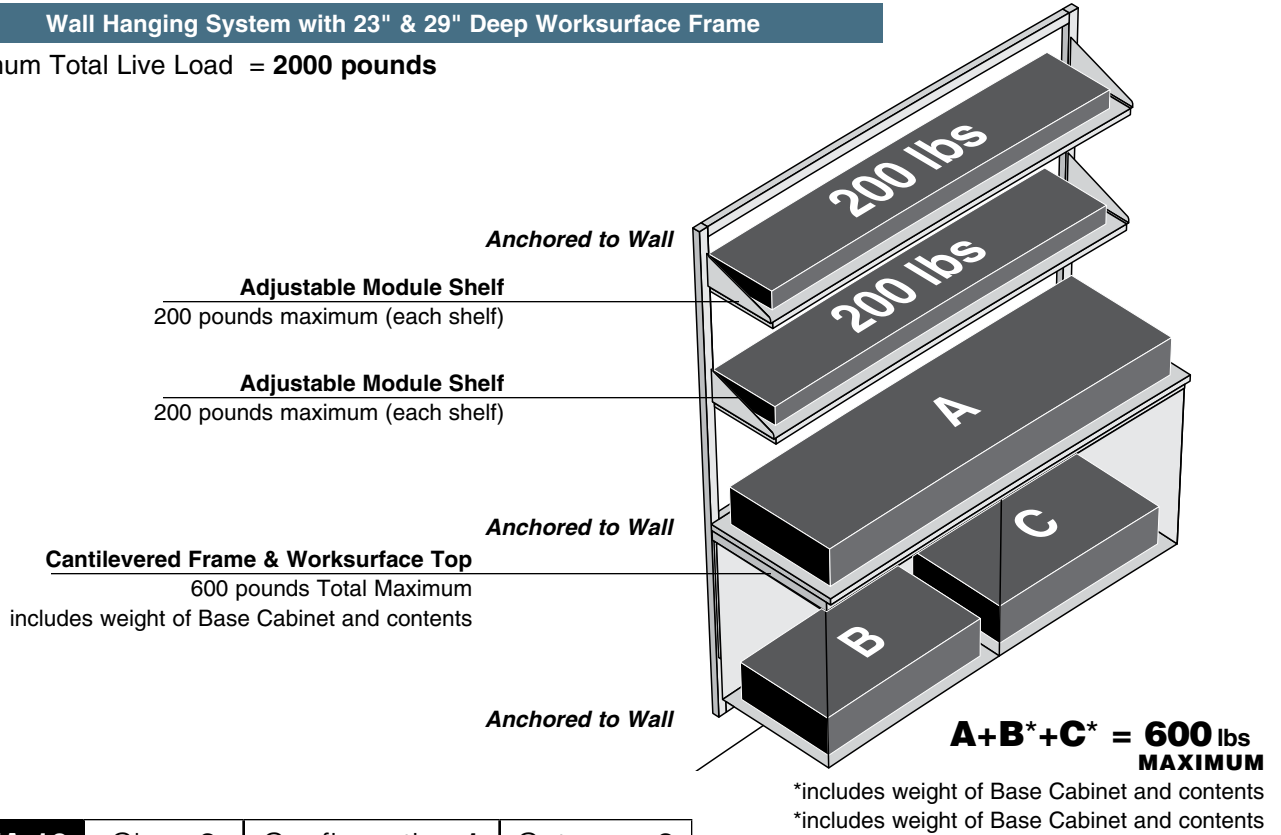 Wall Hanging System with 23" & 29" Deep Worksurface Frame
Total Live Load = 2000 pounds
200 lbs
Anchored to Wall
Adjustable Module Shelf
200 pounds maximum (each shelf)
200 lbs
Adjustable Module Shelf
200 pounds maximum (each shelf)
A
Anchored to Wall
Cantilevered Frame & Worksurface Top
600 pounds Total Maximum
includes weight of Base Cabinet and contents
C
B
Anchored to Wall
A+B*+C* = 600 lbs
MAXIMUM
*includes weight of Base Cabinet and contents
*includes weight of Base Cabinet and contents